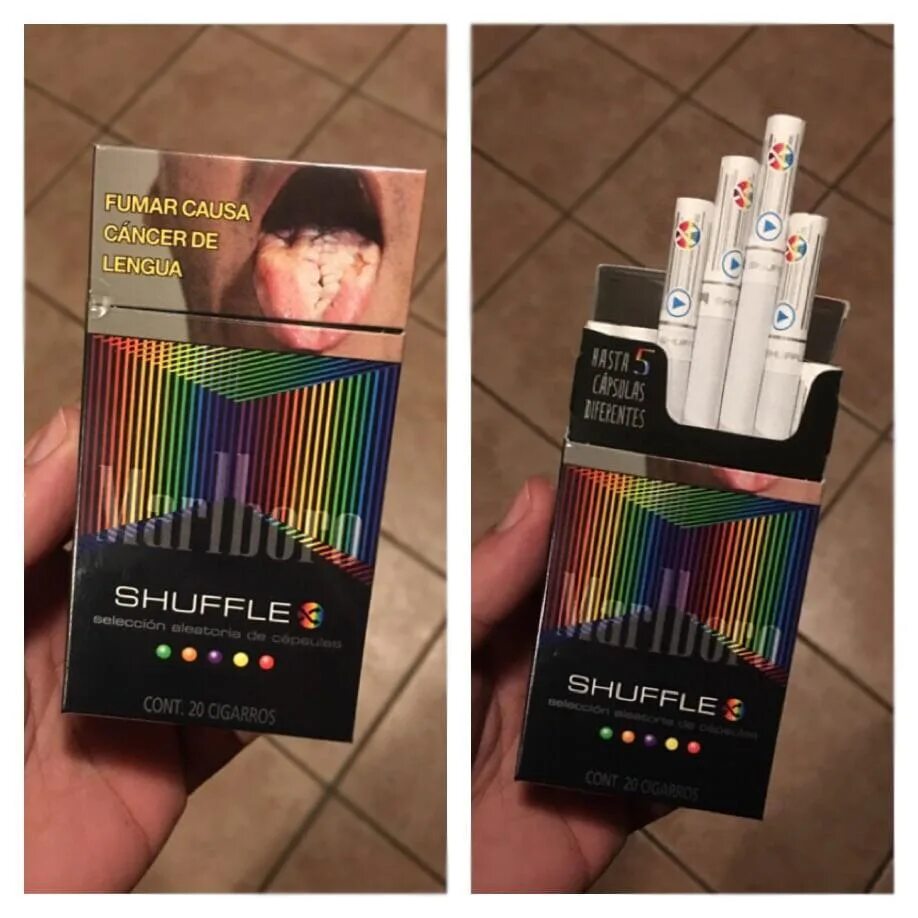 FUMAR CAUSA
CÁNCER DE
LENGUA
Marlboro
SHUFFLE
selección aleatoria de cápsulas
CONT. 20 CIGARROS
SHUFFLE
HASTA 5
CÁPSULAS
DIFERENTES
Marlboro
SHUFFLE
selección aleatoria de cápsulas
CONT. 20 CIGARROS